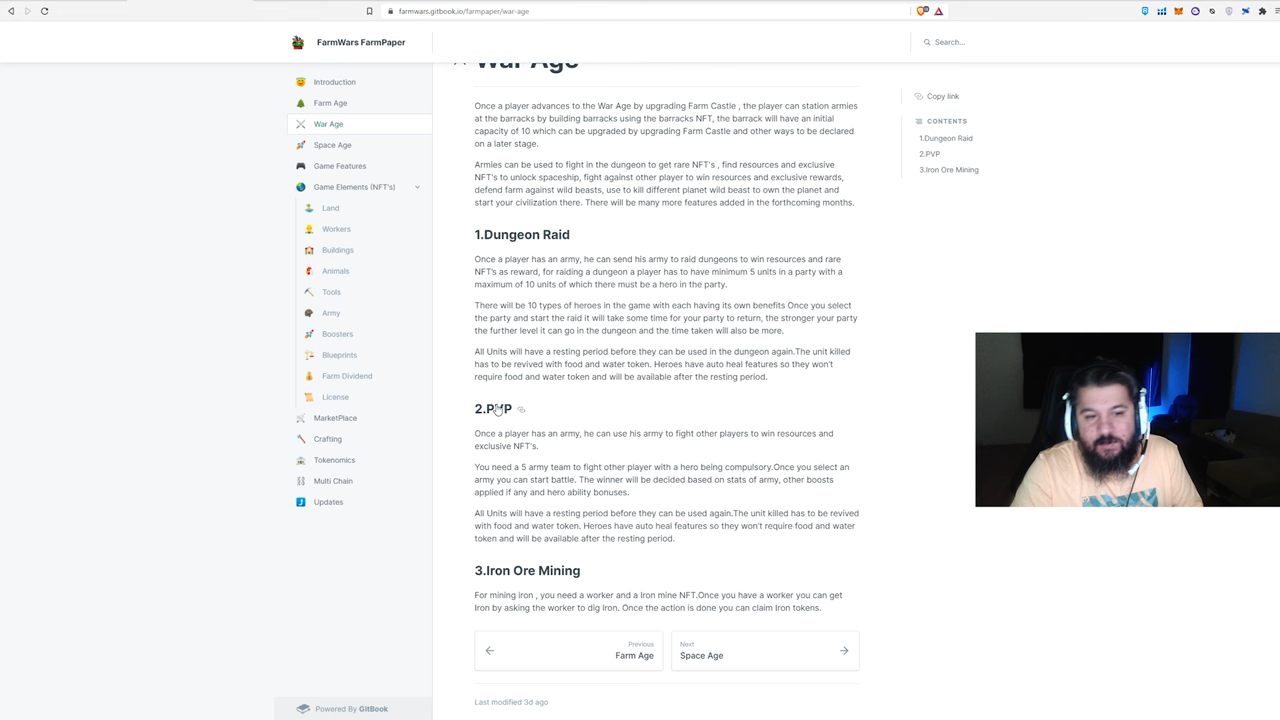 farmwars.gitbook.io/farmpaper/war-age
FarmWars FarmPaper
Search...
Introduction
Farm Age
War Age
Space Age
Game Features
Game Elements (NFT's)
Land
Workers
Buildings
Animals
Tools
Army
Boosters
Blueprints
Farm Dividend
License
MarketPlace
Crafting
Tokenomics
Multi Chain
Updates
Powered By GitBook
War Age
Once a player advances to the War Age by upgrading Farm Castle , the player can station armies
at the barracks by building barracks using the barracks NFT, the barrack will have an initial
capacity of 10 which can be upgraded by upgrading Farm Castle and other ways to be declared
on a later stage.
Armies can be used to fight in the dungeon to get rare NFT's , find resources and exclusive
NFT's to unlock spaceship, fight against other player to win resources and exclusive rewards,
defend farm against wild beasts, use to kill different planet wild beast to own the planet and
start your civilization there. There will be many more features added in the forthcoming months.
1.Dungeon Raid
Once a player has an army, he can send his army to raid dungeons to win resources and rare
NFT's as reward, for raiding a dungeon a player has to have minimum 5 units in a party with a
maximum of 10 units of which there must be a hero in the party.
There will be 10 types of heroes in the game with each having its own benefits Once you select
the party and start the raid it will take some time for your party to return, the stronger your party
the further level it can go in the dungeon and the time taken will also be more.
All Units will have a resting period before they can be used in the dungeon again.The unit killed
has to be revived with food and water token. Heroes have auto heal features so they won't
require food and water token and will be available after the resting period.
2.PVP
Once a player has an army, he can use his army to fight other players to win resources and
exclusive NFT's.
You need a 5 army team to fight other player with a hero being compulsory.Once you select an
army you can start battle. The winner will be decided based on stats of army, other boosts
applied if any and hero ability bonuses.
All Units will have a resting period before they can be used again.The unit killed has to be revived
with food and water token. Heroes have auto heal features so they won't require food and water
token and will be available after the resting period.
3.Iron Ore Mining
For mining iron , you need a worker and a Iron mine NFT.Once you have a worker you can get
Iron by asking the worker to dig Iron. Once the action is done you can claim Iron tokens.
Previous
Farm Age
Next
Space Age
Last modified 3d ago
Copy link
CONTENTS
1.Dungeon Raid
2.PVP
3.Iron Ore Mining